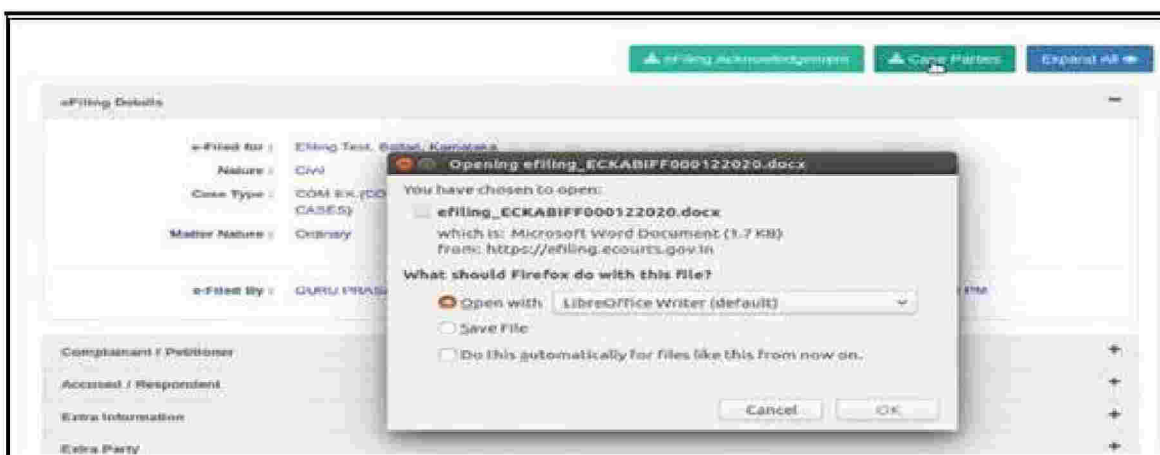 eFiling Acknowledgement Case Parties Expand All
eFiling Details
e-Filed for : Efiling Test, Ballari, Karnataka
Nature : Civil
Case Type : COM.EX.(CO
CASES)
Matter Nature : Ordinary
e-Filed By : GURU PRASA PM
Complainant / Petitioner
Accused / Respondent
Extra Information
Extra Party
Opening efiling_ECKABIFF000122020.docx
You have chosen to open:
efiling_ECKABIFF000122020.docx
which is: Microsoft Word Document (1.7 KB)
from: https://efiling.ecourts.gov.in
What should Firefox do with this file?
Open with LibreOffice Writer (default)
Save File
Do this automatically for files like this from now on.
Cancel OK